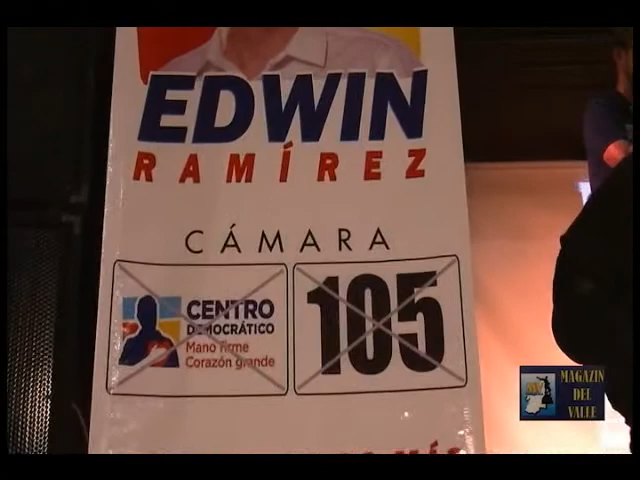 EDWIN
RAMÍREZ
CÁMARA
CENTRO
DEMOCRÁTICO
Mano firme
Corazón grande
105
MAGAZIN
DEL
VALLE